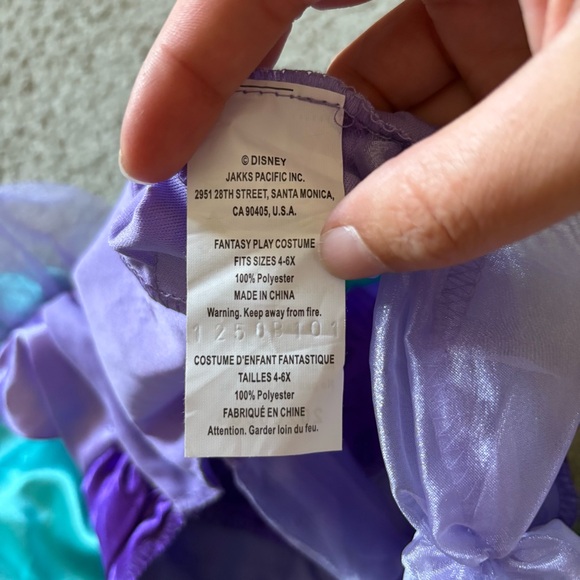 © DISNEY
JAKKS PACIFIC INC.
2951 28TH STREET, SANTA MONICA,
CA 90405, U.S.A.
FANTASY PLAY COSTUME
FITS SIZES 4-6X
100% Polyester
MADE IN CHINA
Warning. Keep away from fire.
1250BT01
COSTUME D'ENFANT FANTASTIQUE
TAILLES 4-6X
100% Polyester
FABRIQUÉ EN CHINE
Attention. Garder loin du feu.